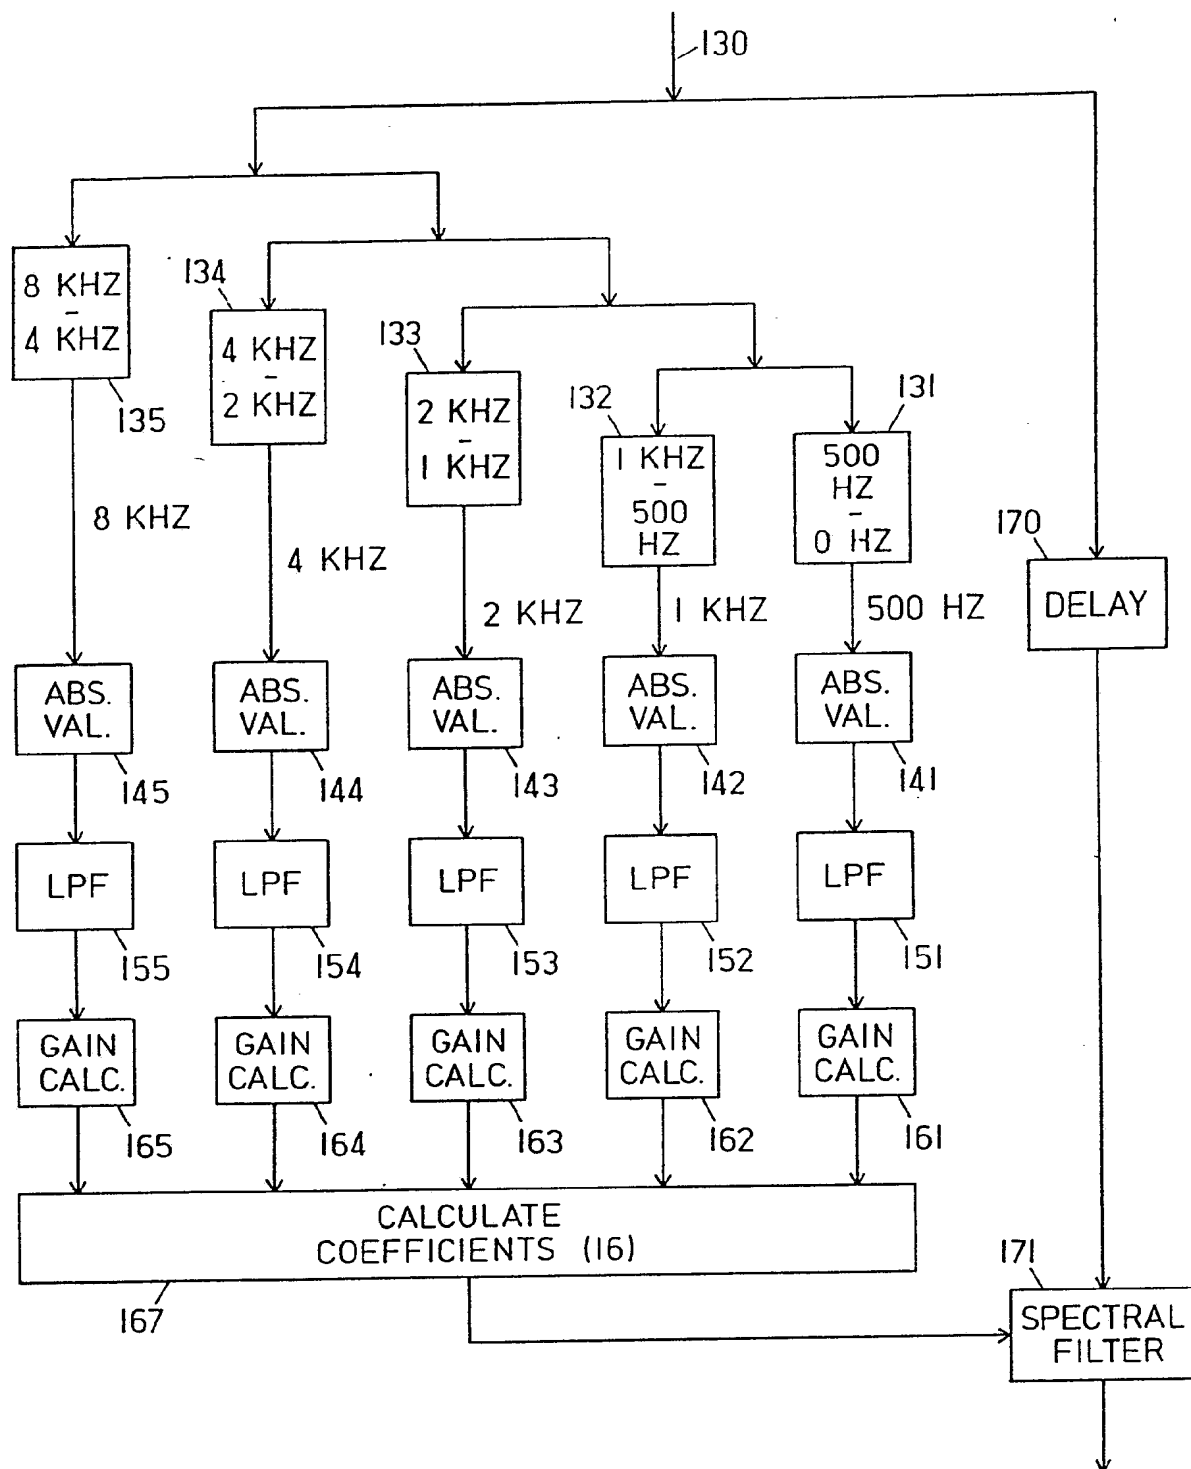 130
8 KHZ
-
4 KHZ
135
134
4 KHZ
-
2 KHZ
133
2 KHZ
-
1 KHZ
132
1 KHZ
-
500
HZ
131
500
HZ
-
0 HZ
170
DELAY
8 KHZ
4 KHZ
2 KHZ
1 KHZ
500 HZ
ABS.
VAL.
145
ABS.
VAL.
144
ABS.
VAL.
143
ABS.
VAL.
142
ABS.
VAL.
141
LPF
155
LPF
154
LPF
153
LPF
152
LPF
151
GAIN
CALC.
165
GAIN
CALC.
164
GAIN
CALC.
163
GAIN
CALC.
162
GAIN
CALC.
161
CALCULATE
COEFFICIENTS (16)
167
171
SPECTRAL
FILTER